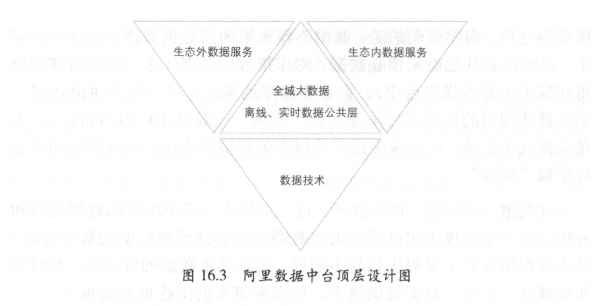 生态外数据服务
生态内数据服务
全域大数据
离线、实时数据公共层
数据技术
图 16.3 阿里数据中台顶层设计图